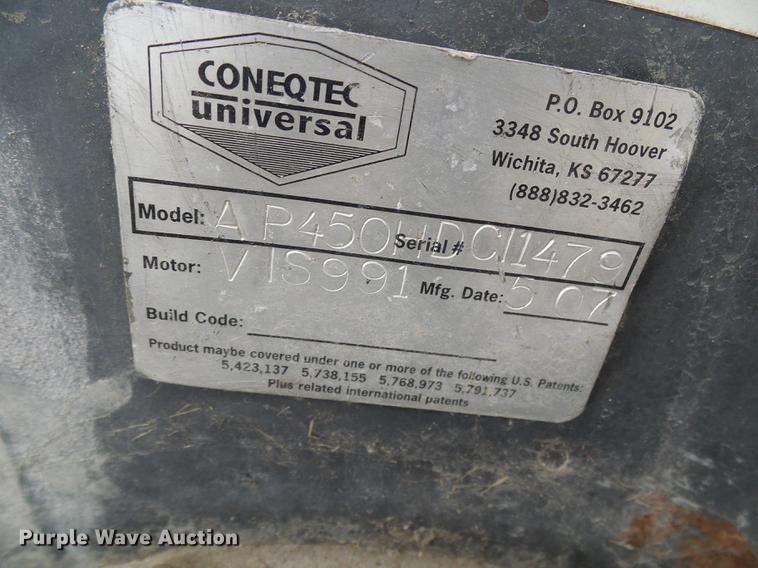 CONEQTEC
universal
P.O. Box 9102
3348 South Hoover
Wichita, KS 67277
(888)832-3462
Model: AP450HDC Serial # 11479
Motor: VIS991 Mfg. Date: 5 07
Build Code:
Product maybe covered under one or more of the following U.S. Patents:
5,423,137 5,738,155 5,768,973 5,791,737
Plus related international patents
Purple Wave Auction